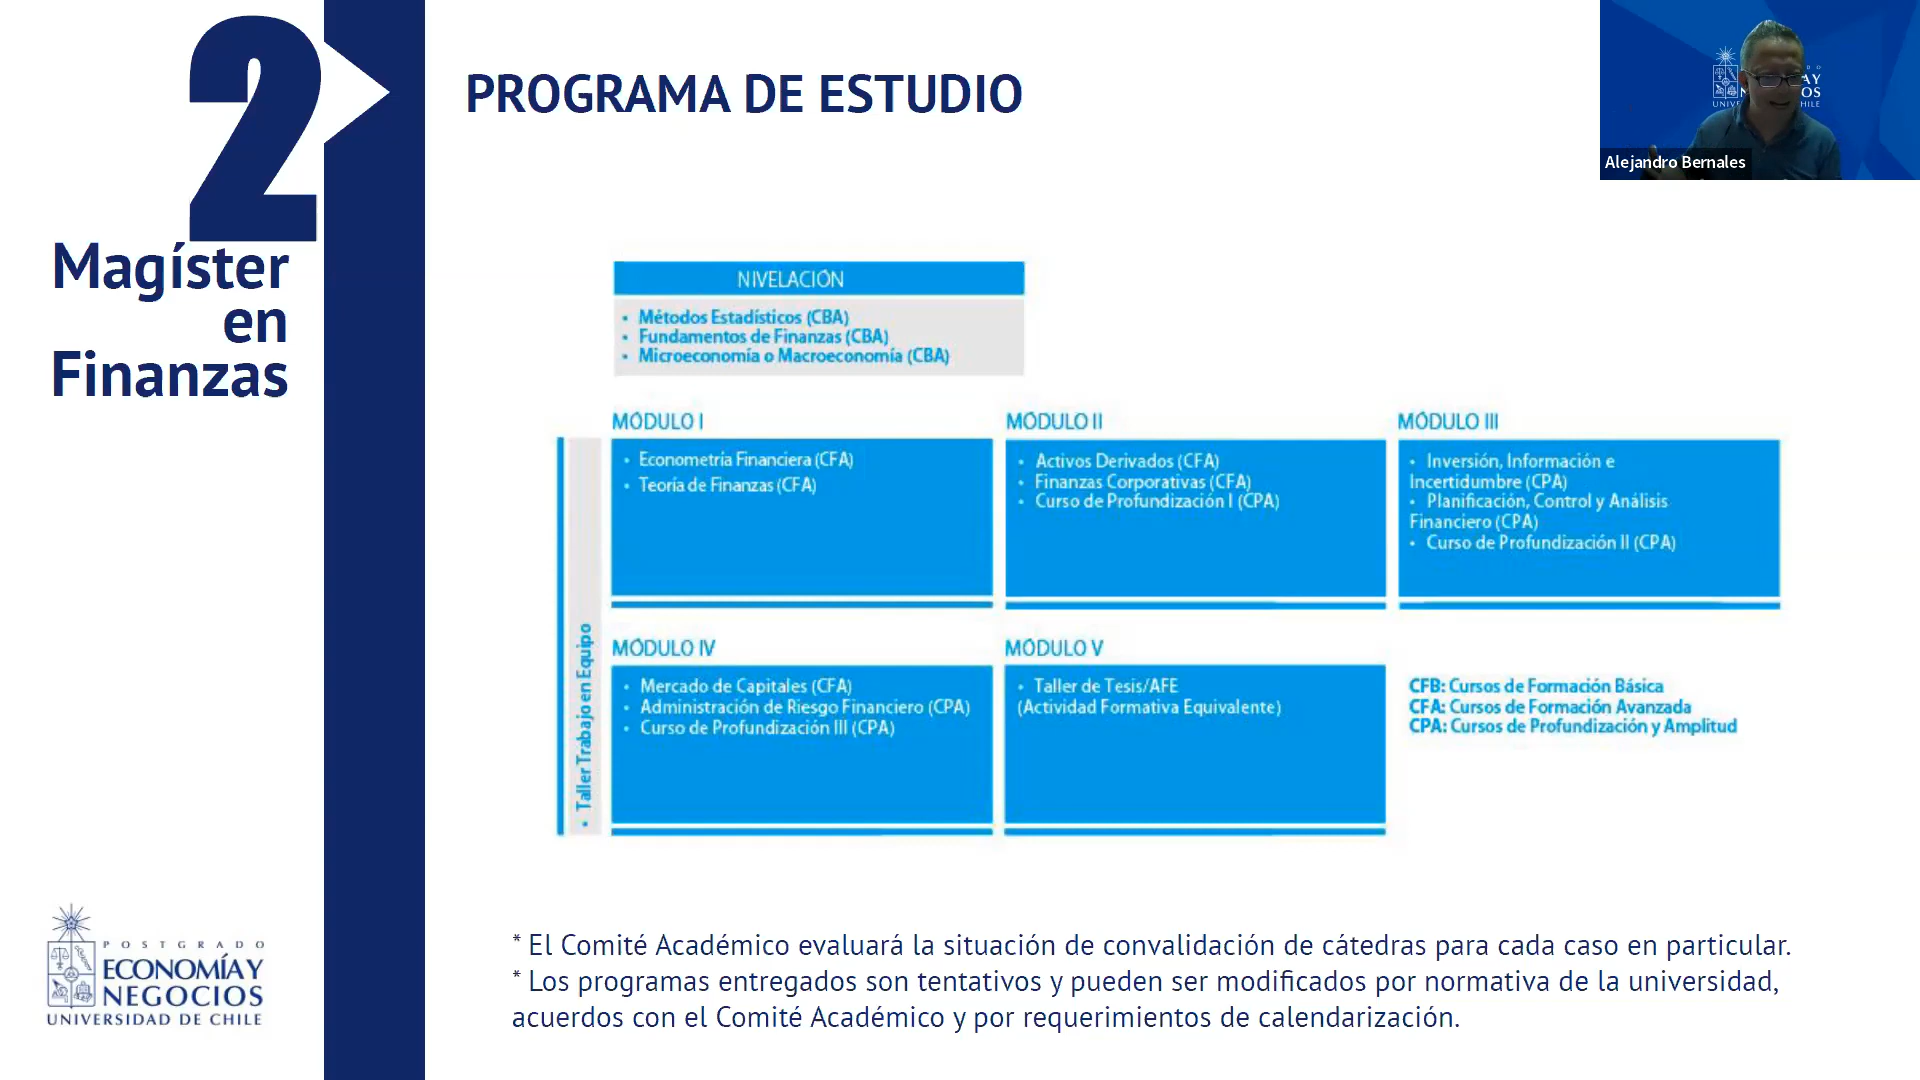 2
Magíster
en
Finanzas
PROGRAMA DE ESTUDIO
Alejandro Bernales
NIVELACIÓN
• Métodos Estadísticos (CBA)
• Fundamentos de Finanzas (CBA)
• Microeconomía o Macroeconomía (CBA)
• Taller Trabajo en Equipo
MÓDULO I
• Econometría Financiera (CFA)
• Teoría de Finanzas (CFA)
MÓDULO II
• Activos Derivados (CFA)
• Finanzas Corporativas (CFA)
• Curso de Profundización I (CPA)
MÓDULO III
• Inversión, Información e
Incertidumbre (CPA)
• Planificación, Control y Análisis
Financiero (CPA)
• Curso de Profundización II (CPA)
MÓDULO IV
• Mercado de Capitales (CFA)
• Administración de Riesgo Financiero (CPA)
• Curso de Profundización III (CPA)
MÓDULO V
• Taller de Tesis/AFE
(Actividad Formativa Equivalente)
CFB: Cursos de Formación Básica
CFA: Cursos de Formación Avanzada
CPA: Cursos de Profundización y Amplitud
* El Comité Académico evaluará la situación de convalidación de cátedras para cada caso en particular.
* Los programas entregados son tentativos y pueden ser modificados por normativa de la universidad,
acuerdos con el Comité Académico y por requerimientos de calendarización.
POSTGRADO
ECONOMÍA Y
NEGOCIOS
UNIVERSIDAD DE CHILE